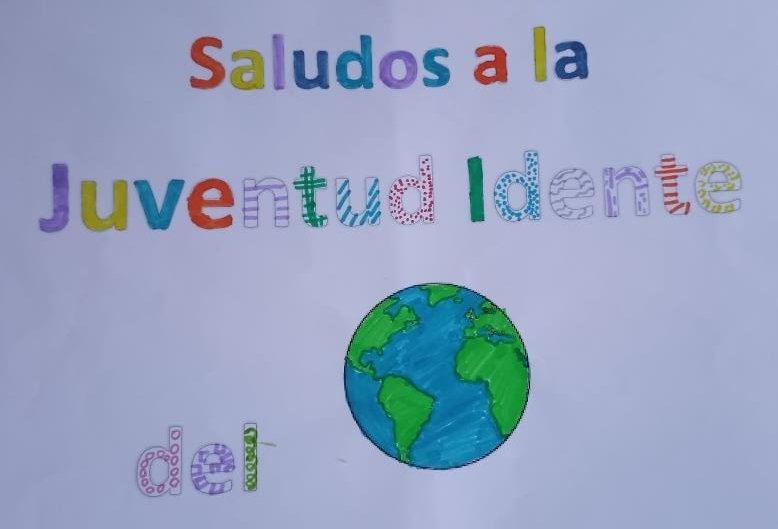 Saludos a la
Juventud Idente
del